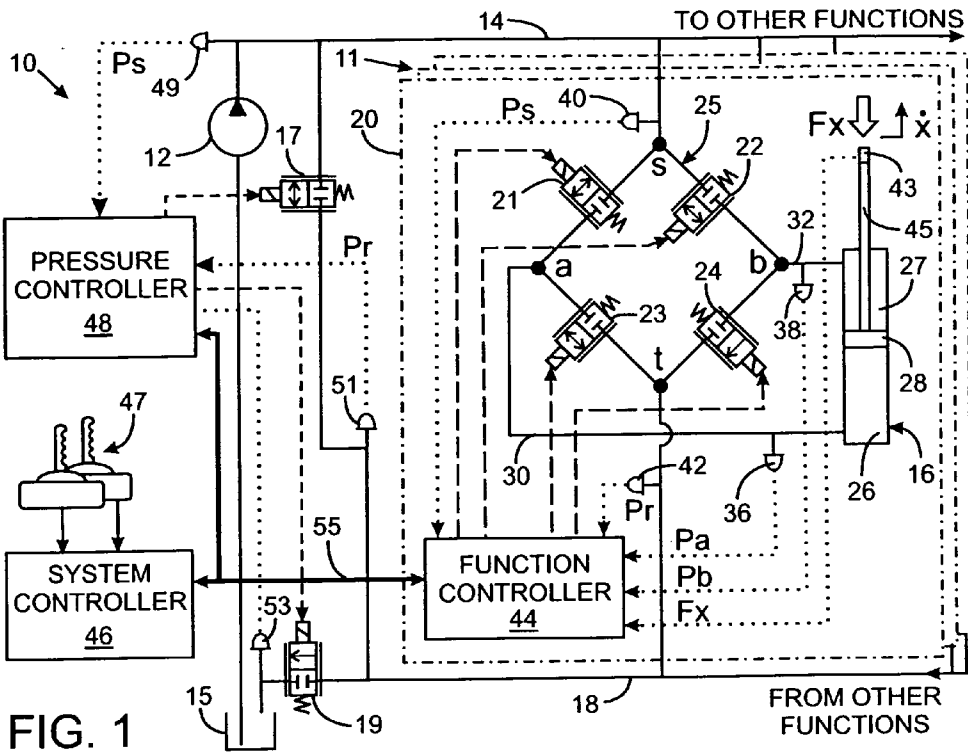 TO OTHER FUNCTIONS
14
10
Ps
49
11
40
Ps
20
25
Fx
ẋ
12
17
s
22
43
21
45
PRESSURE
CONTROLLER
48
Pr
a
b
32
27
24
38
23
28
t
47
51
30
42
36
26
16
Pr
SYSTEM
CONTROLLER
46
55
FUNCTION
CONTROLLER
44
Pa
Pb
Fx
53
15
19
18
FROM OTHER
FUNCTIONS
FIG. 1